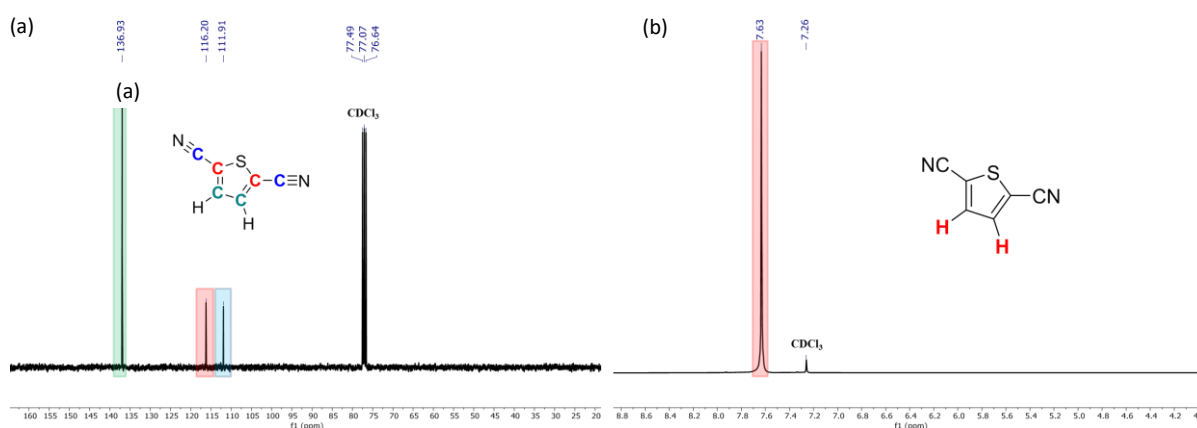 (a)
136.93
116.20
111.91
77.49
77.07
76.64
(a)
CDCl3
N≡C C S C C≡N
C C
H
H
160 155 150 145 140 135 130 125 120 115 110 105 100 95 90 85 80 75 70 65 60 55 50 45 40 35 30 25 20
f1 (ppm)
(b)
7.63
7.26
NC S CN
H H
CDCl3
8.8 8.6 8.4 8.2 8.0 7.8 7.6 7.4 7.2 7.0 6.8 6.6 6.4 6.2 6.0 5.8 5.6 5.4 5.2 5.0 4.8 4.6 4.4 4.2
f1 (ppm)